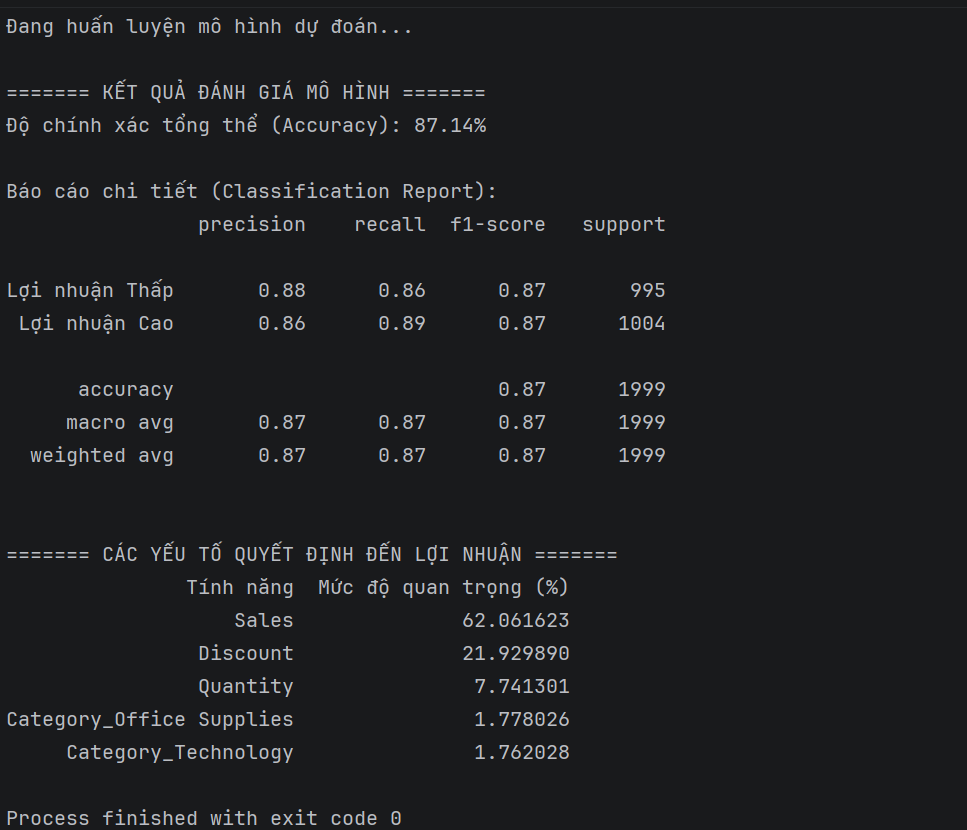 Đang huấn luyện mô hình dự đoán...
======= KẾT QUẢ ĐÁNH GIÁ MÔ HÌNH =======
Độ chính xác tổng thể (Accuracy): 87.14%
Báo cáo chi tiết (Classification Report):
precision recall f1-score support
Lợi nhuận Thấp 0.88 0.86 0.87 995
Lợi nhuận Cao 0.86 0.89 0.87 1004
accuracy 0.87 1999
macro avg 0.87 0.87 0.87 1999
weighted avg 0.87 0.87 0.87 1999
======= CÁC YẾU TỐ QUYẾT ĐỊNH ĐẾN LỢI NHUẬN =======
Tính năng Mức độ quan trọng (%)
Sales 62.061623
Discount 21.929890
Quantity 7.741301
Category_Office Supplies 1.778026
Category_Technology 1.762028
Process finished with exit code 0